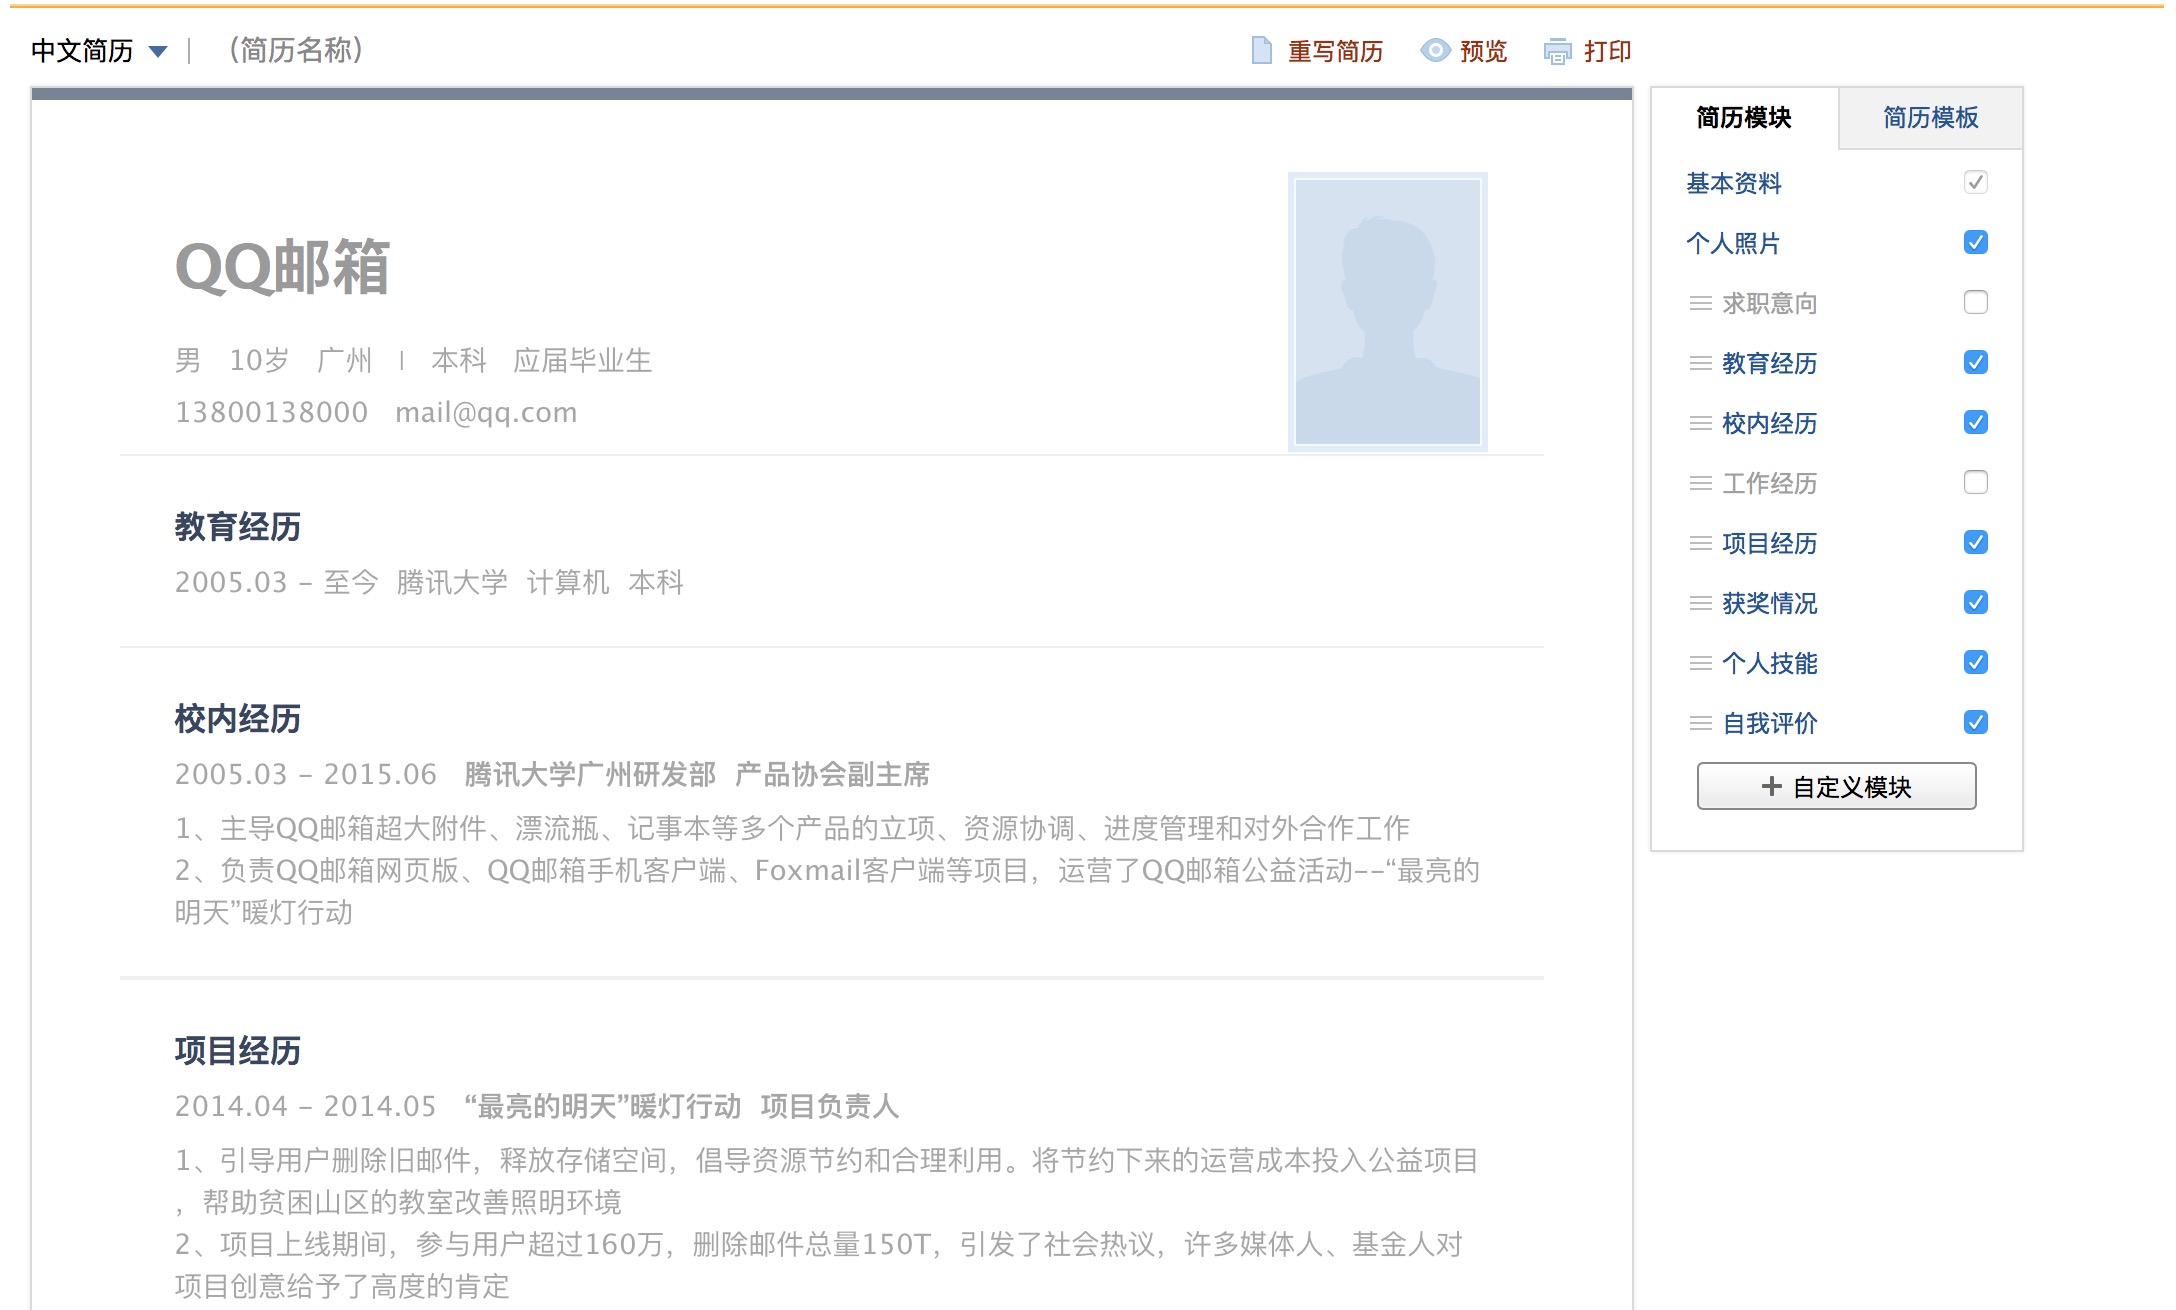 中文简历 | (简历名称) 重写简历 预览 打印
简历模块 简历模板
基本资料
个人照片
求职意向
教育经历
校内经历
工作经历
项目经历
获奖情况
个人技能
自我评价
+ 自定义模块
QQ邮箱
男 10岁 广州 | 本科 应届毕业生
13800138000 mail@qq.com
教育经历
2005.03 – 至今 腾讯大学 计算机 本科
校内经历
2005.03 – 2015.06 腾讯大学广州研发部 产品协会副主席
1、主导QQ邮箱超大附件、漂流瓶、记事本等多个产品的立项、资源协调、进度管理和对外合作工作
2、负责QQ邮箱网页版、QQ邮箱手机客户端、Foxmail客户端等项目，运营了QQ邮箱公益活动--“最亮的
明天”暖灯行动
项目经历
2014.04 – 2014.05 “最亮的明天”暖灯行动 项目负责人
1、引导用户删除旧邮件，释放存储空间，倡导资源节约和合理利用。将节约下来的运营成本投入公益项目
，帮助贫困山区的教室改善照明环境
2、项目上线期间，参与用户超过160万，删除邮件总量150T，引发了社会热议，许多媒体人、基金人对
项目创意给予了高度的肯定